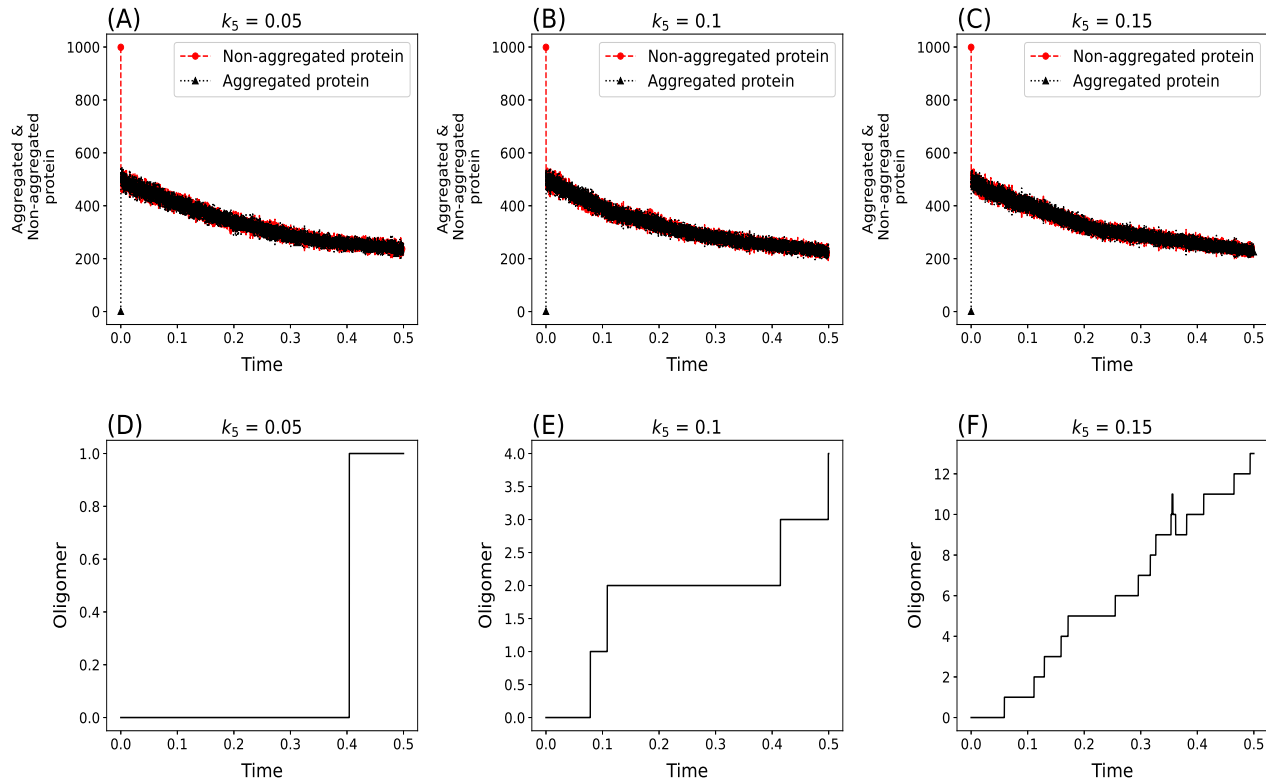 (A)
k5 = 0.05
Aggregated &
Non-aggregated
protein
1000
800
600
400
200
0
Non-aggregated protein
Aggregated protein
0.0 0.1 0.2 0.3 0.4 0.5
Time
(B)
k5 = 0.1
Aggregated &
Non-aggregated
protein
1000
800
600
400
200
0
Non-aggregated protein
Aggregated protein
0.0 0.1 0.2 0.3 0.4 0.5
Time
(C)
k5 = 0.15
Aggregated &
Non-aggregated
protein
1000
800
600
400
200
0
Non-aggregated protein
Aggregated protein
0.0 0.1 0.2 0.3 0.4 0.5
Time
(D)
k5 = 0.05
Oligomer
1.0
0.8
0.6
0.4
0.2
0.0
0.0 0.1 0.2 0.3 0.4 0.5
Time
(E)
k5 = 0.1
Oligomer
4.0
3.5
3.0
2.5
2.0
1.5
1.0
0.5
0.0
0.0 0.1 0.2 0.3 0.4 0.5
Time
(F)
k5 = 0.15
Oligomer
12
10
8
6
4
2
0
0.0 0.1 0.2 0.3 0.4 0.5
Time